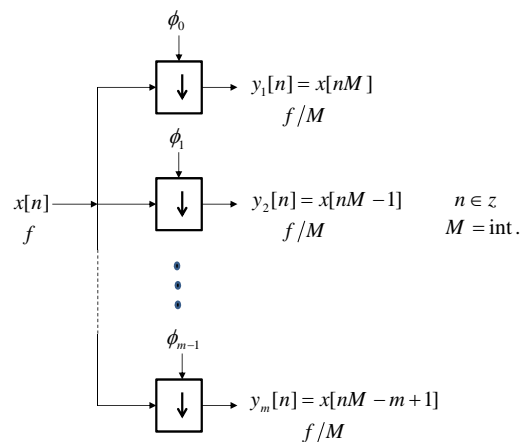 ϕ₀
y₁[n] = x[nM]
f/M
ϕ₁
x[n]
f
y₂[n] = x[nM − 1]
f/M
n ∈ z
M = int.
ϕₘ₋₁
yₘ[n] = x[nM − m + 1]
f/M